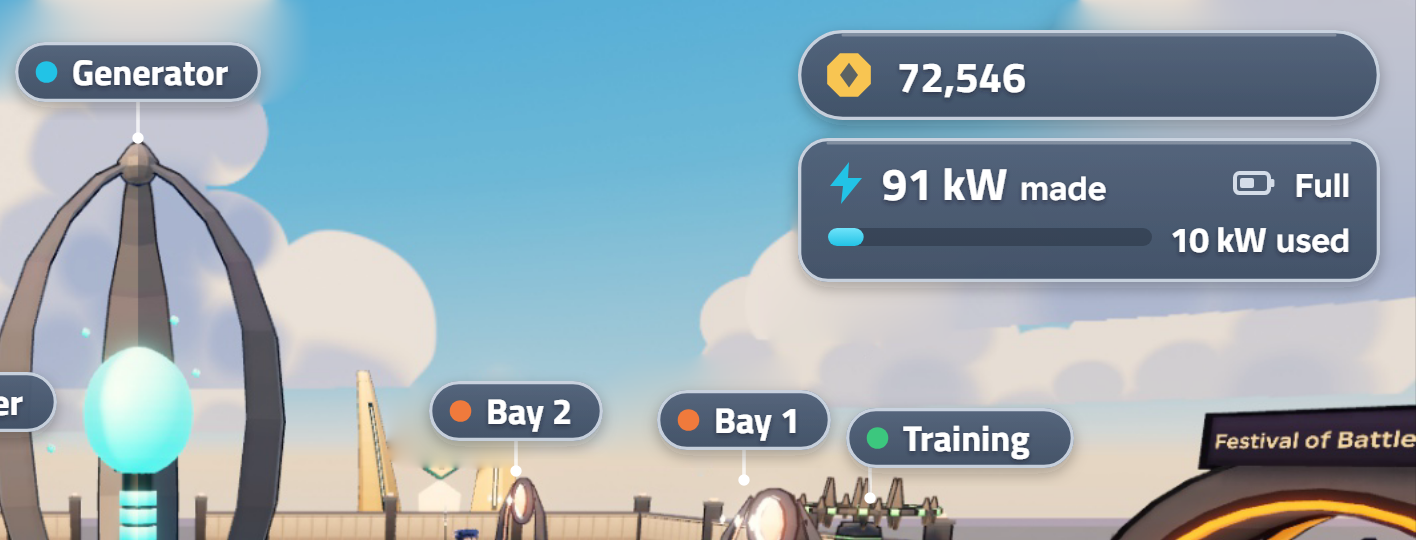 Generator
72,546
91 kW made
Full
10 kW used
er
Bay 2
Bay 1
Training
Festival of Battle